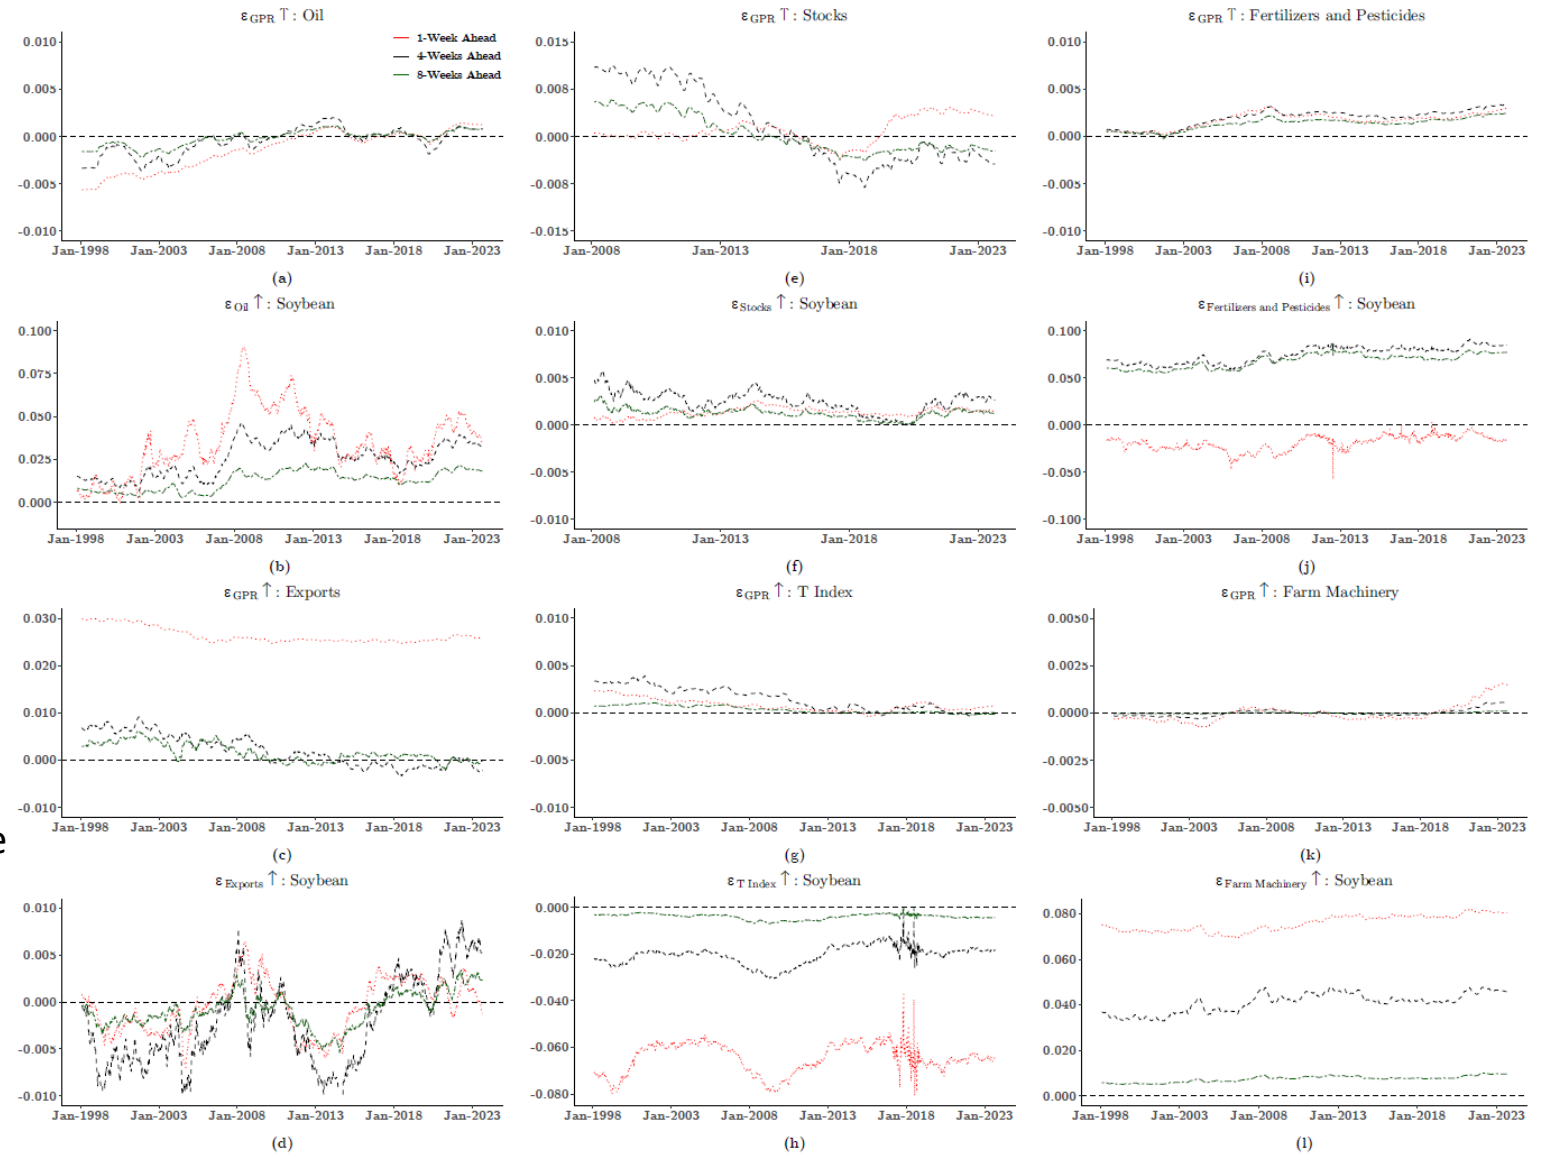 ε GPR ↑ : Oil
0.010
0.005
0.000
-0.005
-0.010
1-Week Ahead
4-Weeks Ahead
8-Weeks Ahead
Jan-1998 Jan-2003 Jan-2008 Jan-2013 Jan-2018 Jan-2023
(a)
ε GPR ↑ : Stocks
0.015
0.008
0.000
-0.008
-0.015
Jan-2008 Jan-2013 Jan-2018 Jan-2023
(e)
ε GPR ↑ : Fertilizers and Pesticides
0.010
0.005
0.000
-0.005
-0.010
Jan-1998 Jan-2003 Jan-2008 Jan-2013 Jan-2018 Jan-2023
(i)
ε Oil ↑ : Soybean
0.100
0.075
0.050
0.025
0.000
Jan-1998 Jan-2003 Jan-2008 Jan-2013 Jan-2018 Jan-2023
(b)
ε Stocks ↑ : Soybean
0.010
0.005
0.000
-0.005
-0.010
Jan-2008 Jan-2013 Jan-2018 Jan-2023
(f)
ε Fertilizers and Pesticides ↑ : Soybean
0.100
0.050
0.000
-0.050
-0.100
Jan-1998 Jan-2003 Jan-2008 Jan-2013 Jan-2018 Jan-2023
(j)
ε GPR ↑ : Exports
0.030
0.020
0.010
0.000
-0.010
Jan-1998 Jan-2003 Jan-2008 Jan-2013 Jan-2018 Jan-2023
(c)
ε GPR ↑ : T Index
0.010
0.005
0.000
-0.005
-0.010
Jan-1998 Jan-2003 Jan-2008 Jan-2013 Jan-2018 Jan-2023
(g)
ε GPR ↑ : Farm Machinery
0.0050
0.0025
0.0000
-0.0025
-0.0050
Jan-1998 Jan-2003 Jan-2008 Jan-2013 Jan-2018 Jan-2023
(k)
e
ε Exports ↑ : Soybean
0.010
0.005
0.000
-0.005
-0.010
Jan-1998 Jan-2003 Jan-2008 Jan-2013 Jan-2018 Jan-2023
(d)
ε T Index ↑ : Soybean
0.000
-0.020
-0.040
-0.060
-0.080
Jan-1998 Jan-2003 Jan-2008 Jan-2013 Jan-2018 Jan-2023
(h)
ε Farm Machinery ↑ : Soybean
0.080
0.060
0.040
0.020
0.000
Jan-1998 Jan-2003 Jan-2008 Jan-2013 Jan-2018 Jan-2023
(l)